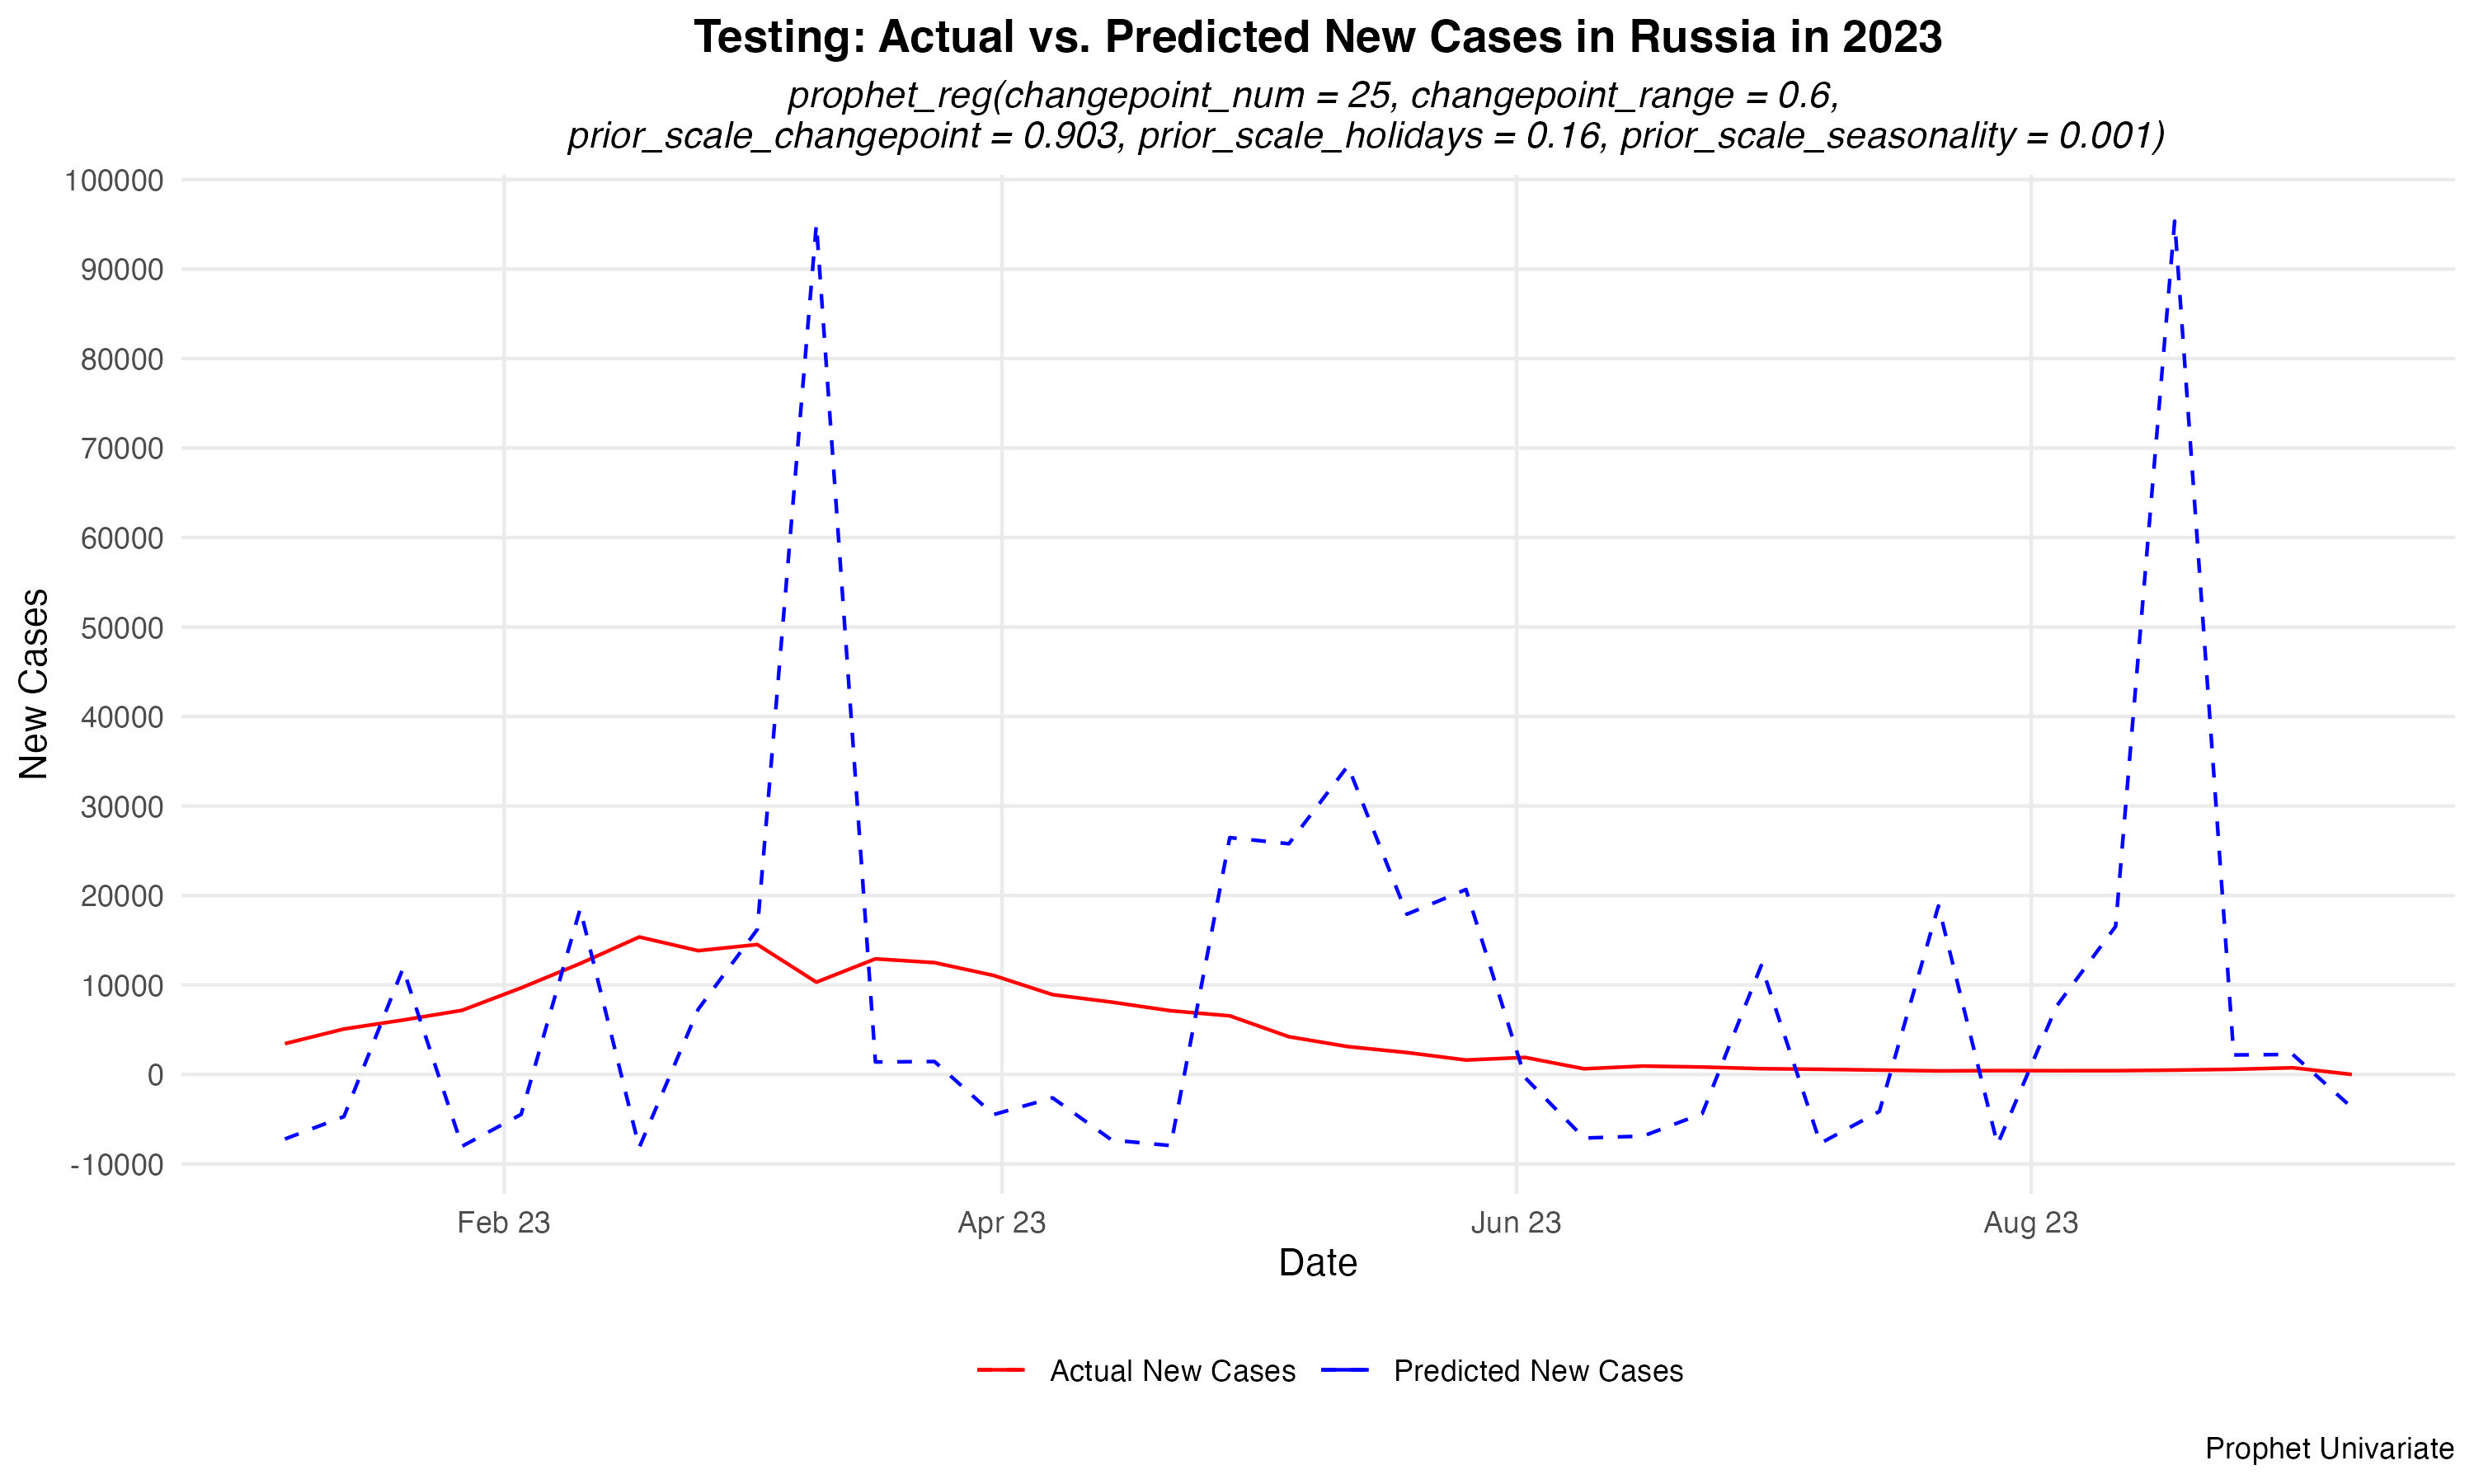 Testing: Actual vs. Predicted New Cases in Russia in 2023
prophet_reg(changepoint_num = 25, changepoint_range = 0.6,
prior_scale_changepoint = 0.903, prior_scale_holidays = 0.16, prior_scale_seasonality = 0.001)
100000
90000
80000
70000
60000
50000
40000
30000
20000
10000
0
-10000
New Cases
Feb 23 Apr 23 Jun 23 Aug 23
Date
Actual New Cases Predicted New Cases
Prophet Univariate